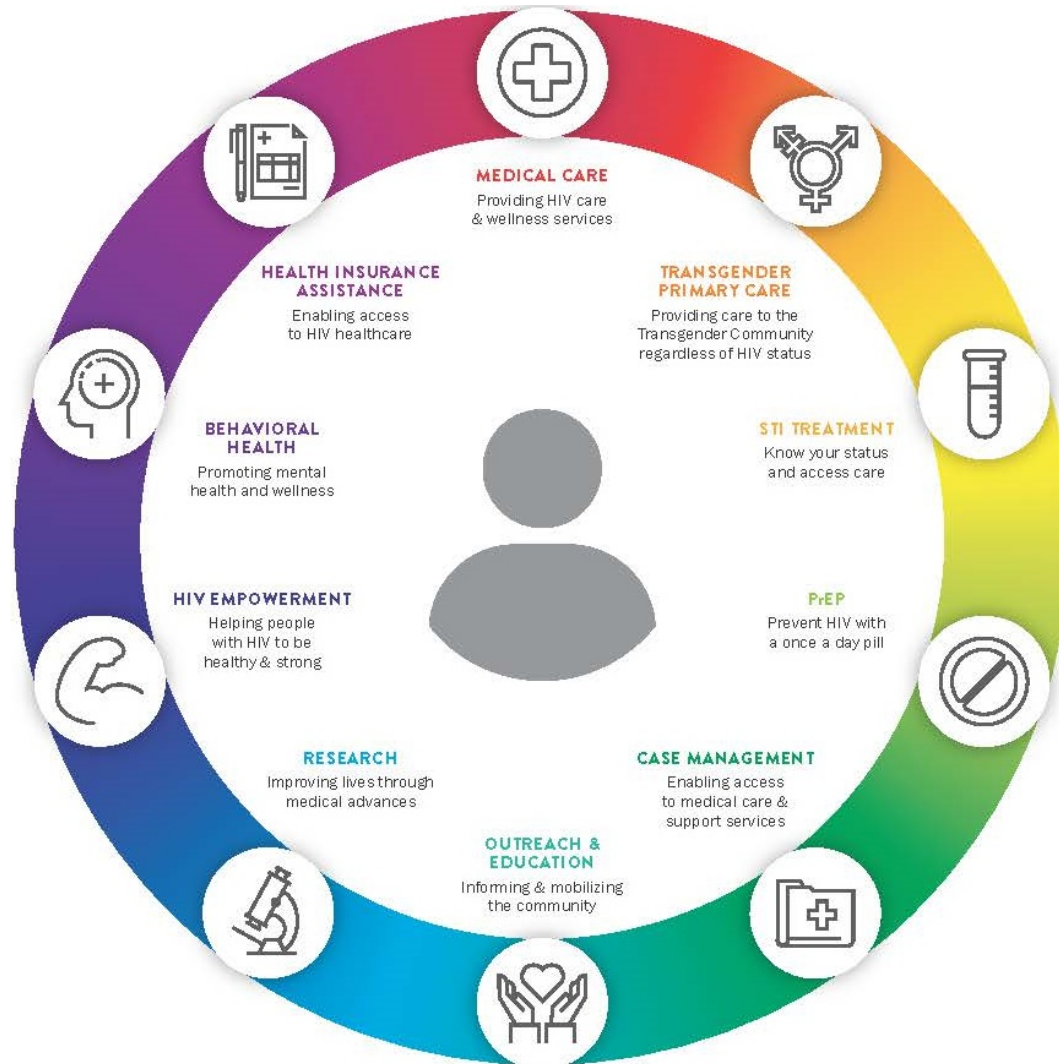 MEDICAL CARE
Providing HIV care
& wellness services
TRANSGENDER
PRIMARY CARE
Providing care to the
Transgender Community
regardless of HIV status
STI TREATMENT
Know your status
and access care
PrEP
Prevent HIV with
a once a day pill
CASE MANAGEMENT
Enabling access
to medical care &
support services
OUTREACH &
EDUCATION
Informing & mobilizing
the community
RESEARCH
Improving lives through
medical advances
HIV EMPOWERMENT
Helping people
with HIV to be
healthy & strong
BEHAVIORAL
HEALTH
Promoting mental
health and wellness
HEALTH INSURANCE
ASSISTANCE
Enabling access
to HIV healthcare